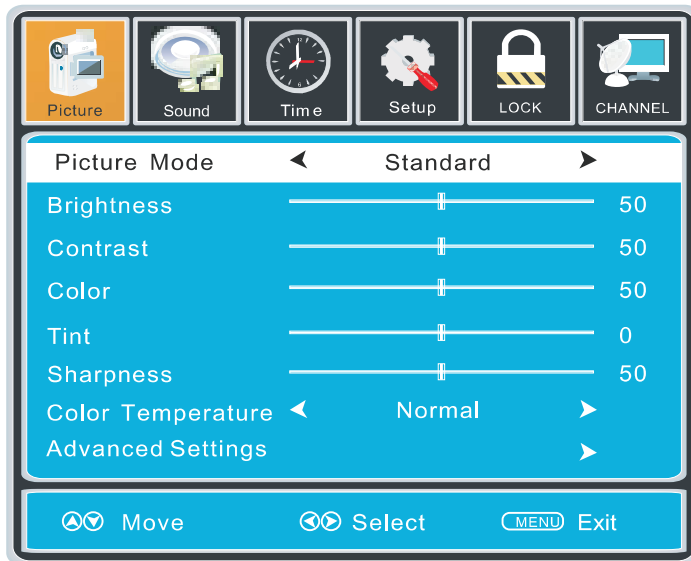 Picture Sound Time Setup LOCK CHANNEL
Picture Mode Standard
Brightness 50
Contrast 50
Color 50
Tint 0
Sharpness 50
Color Temperature Normal
Advanced Settings
Move Select MENU Exit